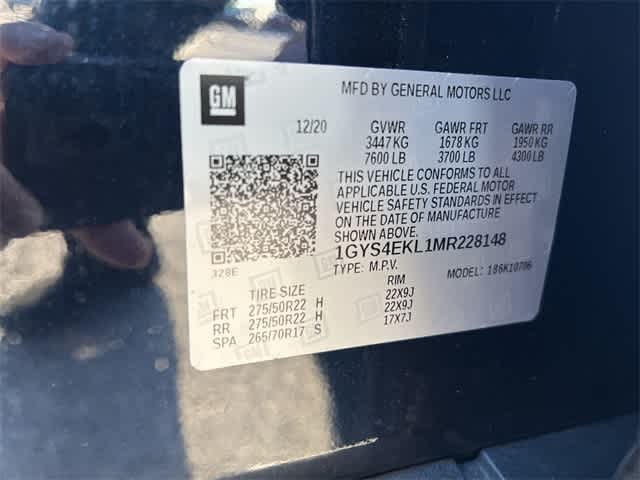 GM
MFD BY GENERAL MOTORS LLC
12/20 GVWR GAWR FRT GAWR RR
3447 KG 1678 KG 1950 KG
7600 LB 3700 LB 4300 LB
THIS VEHICLE CONFORMS TO ALL
APPLICABLE U.S. FEDERAL MOTOR
VEHICLE SAFETY STANDARDS IN EFFECT
ON THE DATE OF MANUFACTURE
SHOWN ABOVE.
1GYS4EKL1MR228148
328E
TYPE: M.P.V. MODEL: 186K10706
TIRE SIZE RIM
FRT 275/50R22 H 22X9J
RR 275/50R22 H 22X9J
SPA 265/70R17 S 17X7J